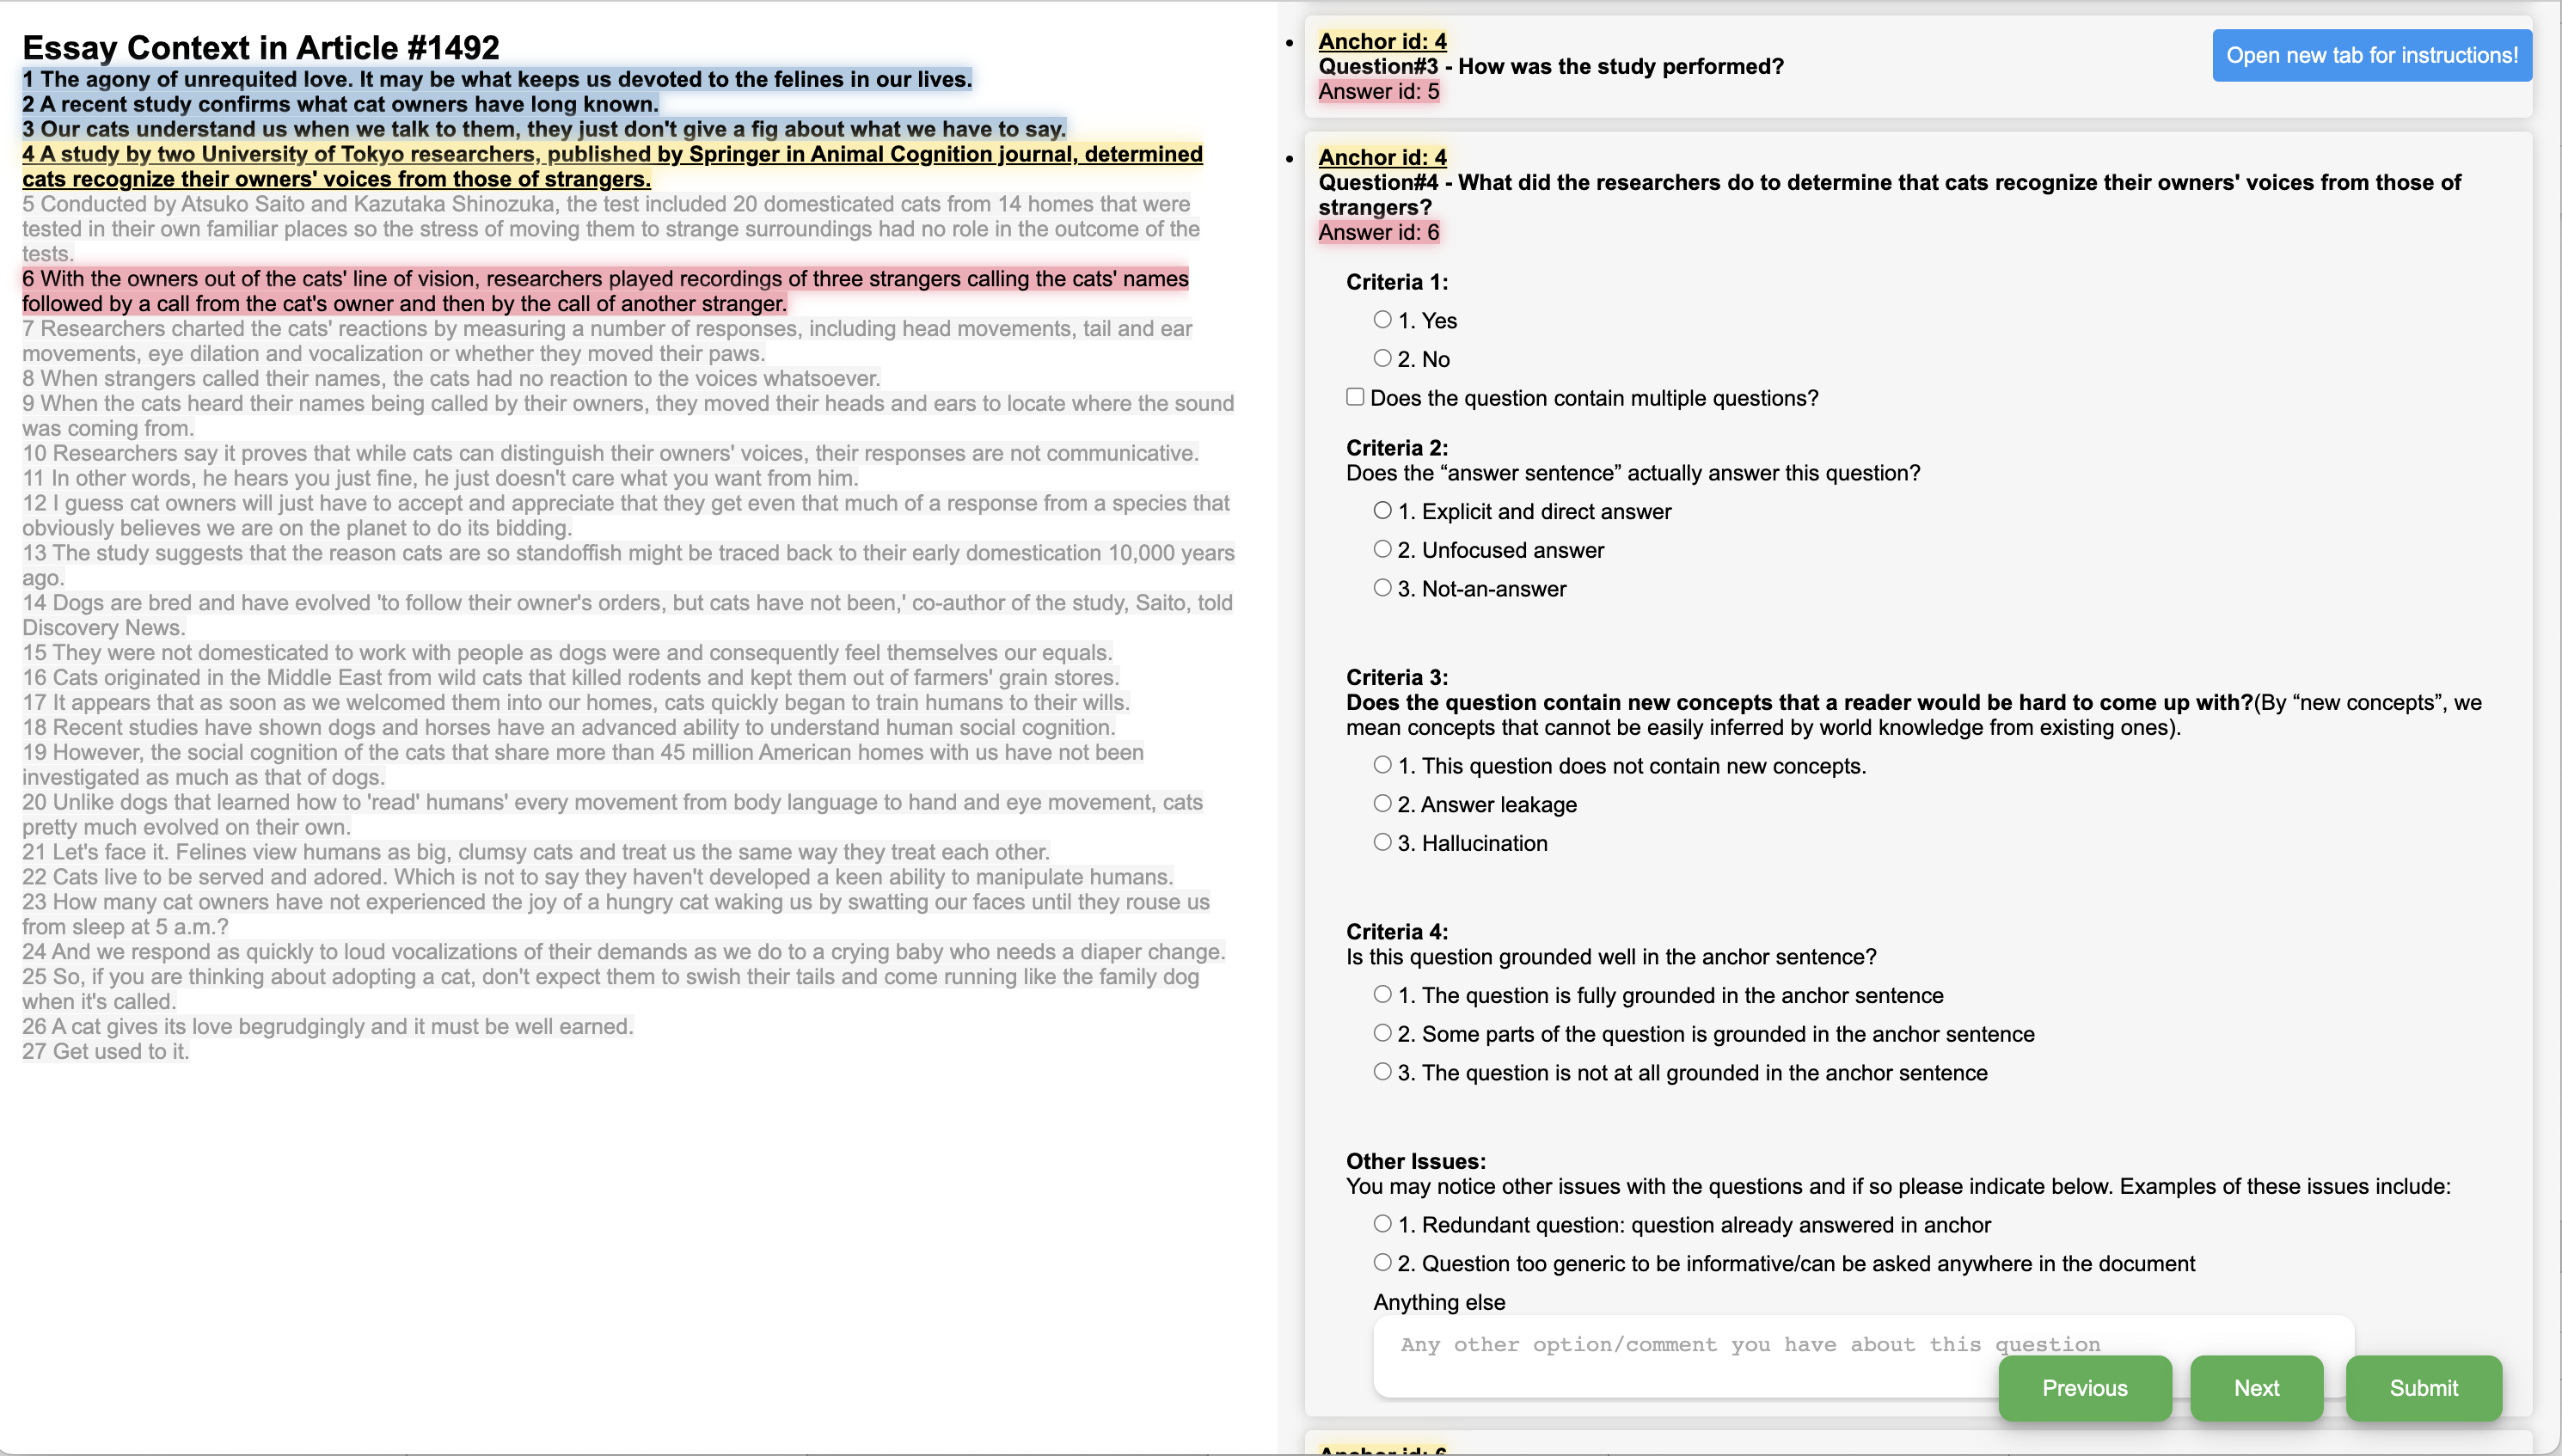 Essay Context in Article #1492
1 The agony of unrequited love. It may be what keeps us devoted to the felines in our lives.
2 A recent study confirms what cat owners have long known.
3 Our cats understand us when we talk to them, they just don't give a fig about what we have to say.
4 A study by two University of Tokyo researchers, published by Springer in Animal Cognition journal, determined
cats recognize their owners' voices from those of strangers.
5 Conducted by Atsuko Saito and Kazutaka Shinozuka, the test included 20 domesticated cats from 14 homes that were
tested in their own familiar places so the stress of moving them to strange surroundings had no role in the outcome of the
tests.
6 With the owners out of the cats' line of vision, researchers played recordings of three strangers calling the cats' names
followed by a call from the cat's owner and then by the call of another stranger.
7 Researchers charted the cats' reactions by measuring a number of responses, including head movements, tail and ear
movements, eye dilation and vocalization or whether they moved their paws.
8 When strangers called their names, the cats had no reaction to the voices whatsoever.
9 When the cats heard their names being called by their owners, they moved their heads and ears to locate where the sound
was coming from.
10 Researchers say it proves that while cats can distinguish their owners' voices, their responses are not communicative.
11 In other words, he hears you just fine, he just doesn't care what you want from him.
12 I guess cat owners will just have to accept and appreciate that they get even that much of a response from a species that
obviously believes we are on the planet to do its bidding.
13 The study suggests that the reason cats are so standoffish might be traced back to their early domestication 10,000 years
ago.
14 Dogs are bred and have evolved 'to follow their owner's orders, but cats have not been,' co-author of the study, Saito, told
Discovery News.
15 They were not domesticated to work with people as dogs were and consequently feel themselves our equals.
16 Cats originated in the Middle East from wild cats that killed rodents and kept them out of farmers' grain stores.
17 It appears that as soon as we welcomed them into our homes, cats quickly began to train humans to their wills.
18 Recent studies have shown dogs and horses have an advanced ability to understand human social cognition.
19 However, the social cognition of the cats that share more than 45 million American homes with us have not been
investigated as much as that of dogs.
20 Unlike dogs that learned how to 'read' humans' every movement from body language to hand and eye movement, cats
pretty much evolved on their own.
21 Let's face it. Felines view humans as big, clumsy cats and treat us the same way they treat each other.
22 Cats live to be served and adored. Which is not to say they haven't developed a keen ability to manipulate humans.
23 How many cat owners have not experienced the joy of a hungry cat waking us by swatting our faces until they rouse us
from sleep at 5 a.m.?
24 And we respond as quickly to loud vocalizations of their demands as we do to a crying baby who needs a diaper change.
25 So, if you are thinking about adopting a cat, don't expect them to swish their tails and come running like the family dog
when it's called.
26 A cat gives its love begrudgingly and it must be well earned.
27 Get used to it.
Anchor id: 4
Question#3 - How was the study performed?
Answer id: 5
Open new tab for instructions!
Anchor id: 4
Question#4 - What did the researchers do to determine that cats recognize their owners' voices from those of
strangers?
Answer id: 6
Criteria 1:
1. Yes
2. No
Does the question contain multiple questions?
Criteria 2:
Does the “answer sentence” actually answer this question?
1. Explicit and direct answer
2. Unfocused answer
3. Not-an-answer
Criteria 3:
Does the question contain new concepts that a reader would be hard to come up with?(By “new concepts”, we
mean concepts that cannot be easily inferred by world knowledge from existing ones).
1. This question does not contain new concepts.
2. Answer leakage
3. Hallucination
Criteria 4:
Is this question grounded well in the anchor sentence?
1. The question is fully grounded in the anchor sentence
2. Some parts of the question is grounded in the anchor sentence
3. The question is not at all grounded in the anchor sentence
Other Issues:
You may notice other issues with the questions and if so please indicate below. Examples of these issues include:
1. Redundant question: question already answered in anchor
2. Question too generic to be informative/can be asked anywhere in the document
Anything else
Any other option/comment you have about this question
Previous
Next
Submit
Anchor id: 6